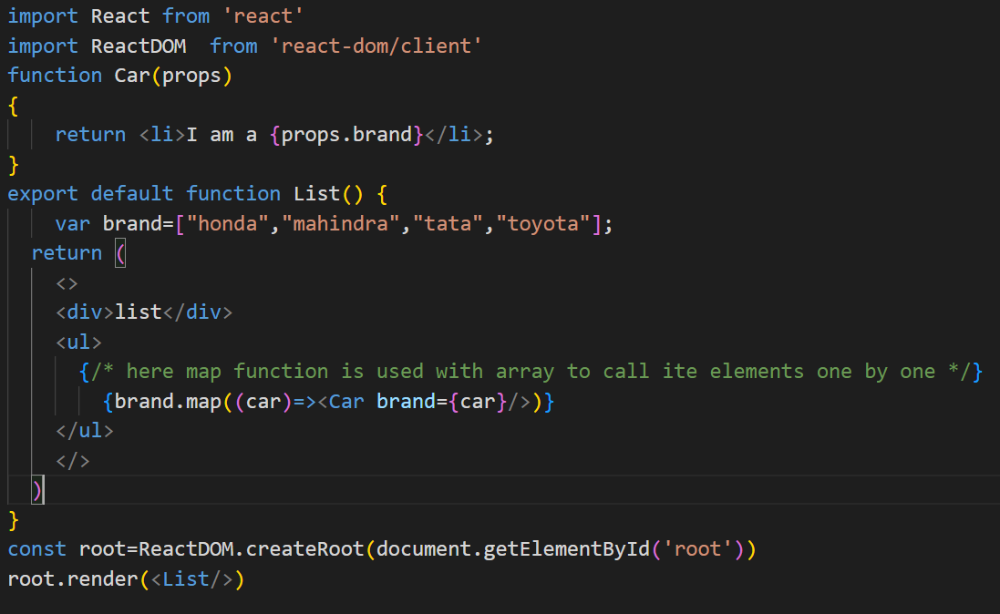 import React from 'react'
import ReactDOM  from 'react-dom/client'
function Car(props)
{
    return <li>I am a {props.brand}</li>;
}
export default function List() {
    var brand=["honda","mahindra","tata","toyota"];
  return (
    <>
    <div>list</div>
    <ul>
      {/* here map function is used with array to call ite elements one by one */}
        {brand.map((car)=><Car brand={car}/>)}
    </ul>
    </>
  )
}
const root=ReactDOM.createRoot(document.getElementById('root'))
root.render(<List/>)